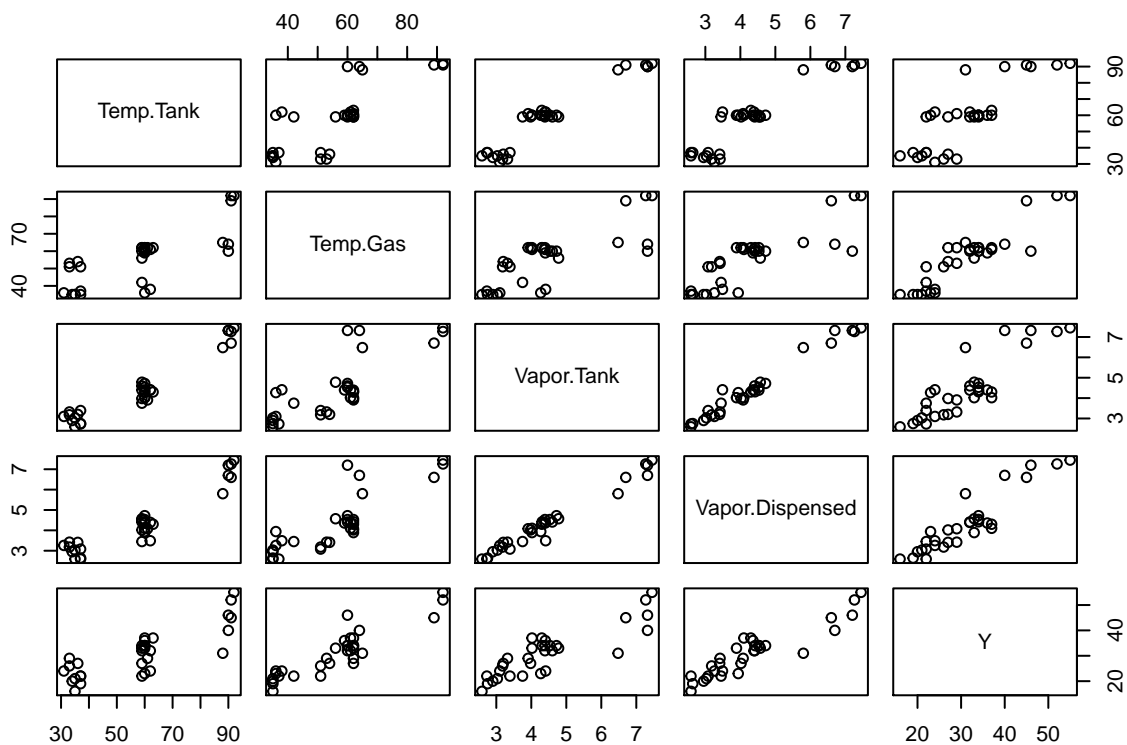 40 60 80
3 4 5 6 7
Temp.Tank
30 60 90
Temp.Gas
40 70
Vapor.Tank
3 5 7
Vapor.Dispensed
3 5 7
Y
20 40
30 50 70 90
2 3 4 5 6 7
20 30 40 50